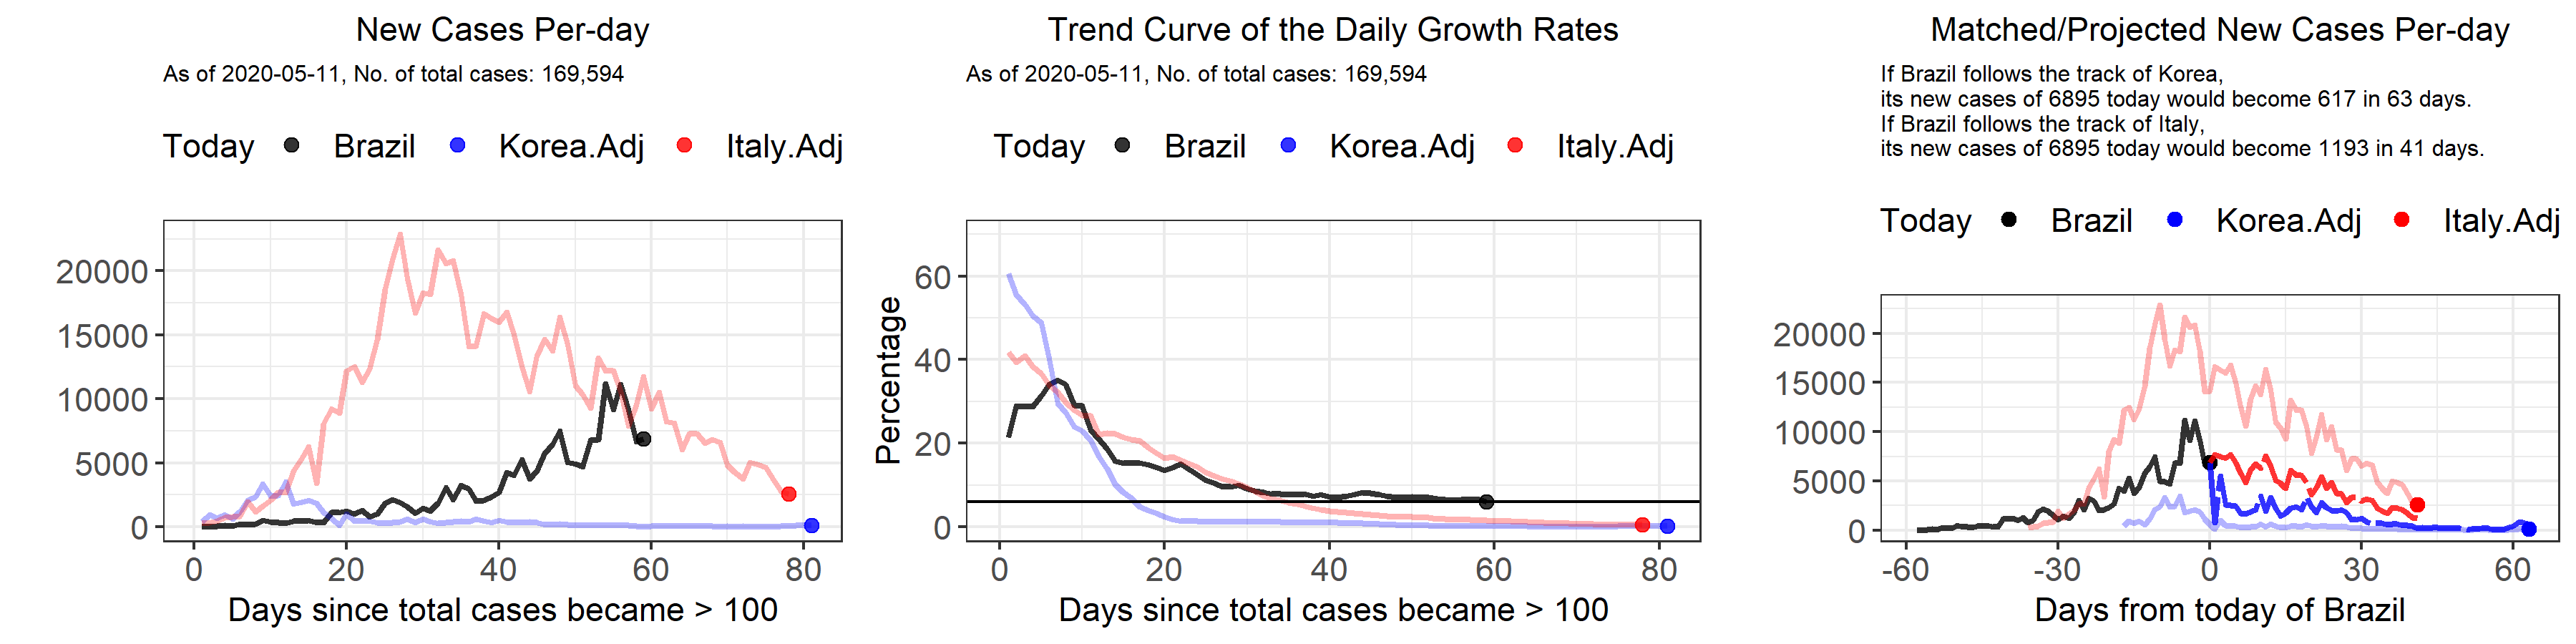 New Cases Per-day
As of 2020-05-11, No. of total cases: 169,594
Today Brazil Korea.Adj Italy.Adj
20000
15000
10000
5000
0
0 20 40 60 80
Days since total cases became > 100
Trend Curve of the Daily Growth Rates
As of 2020-05-11, No. of total cases: 169,594
Today Brazil Korea.Adj Italy.Adj
Percentage
60
40
20
0
0 20 40 60 80
Days since total cases became > 100
Matched/Projected New Cases Per-day
If Brazil follows the track of Korea,
its new cases of 6895 today would become 617 in 63 days.
If Brazil follows the track of Italy,
its new cases of 6895 today would become 1193 in 41 days.
Today Brazil Korea.Adj Italy.Adj
20000
15000
10000
5000
0
-60 -30 0 30 60
Days from today of Brazil